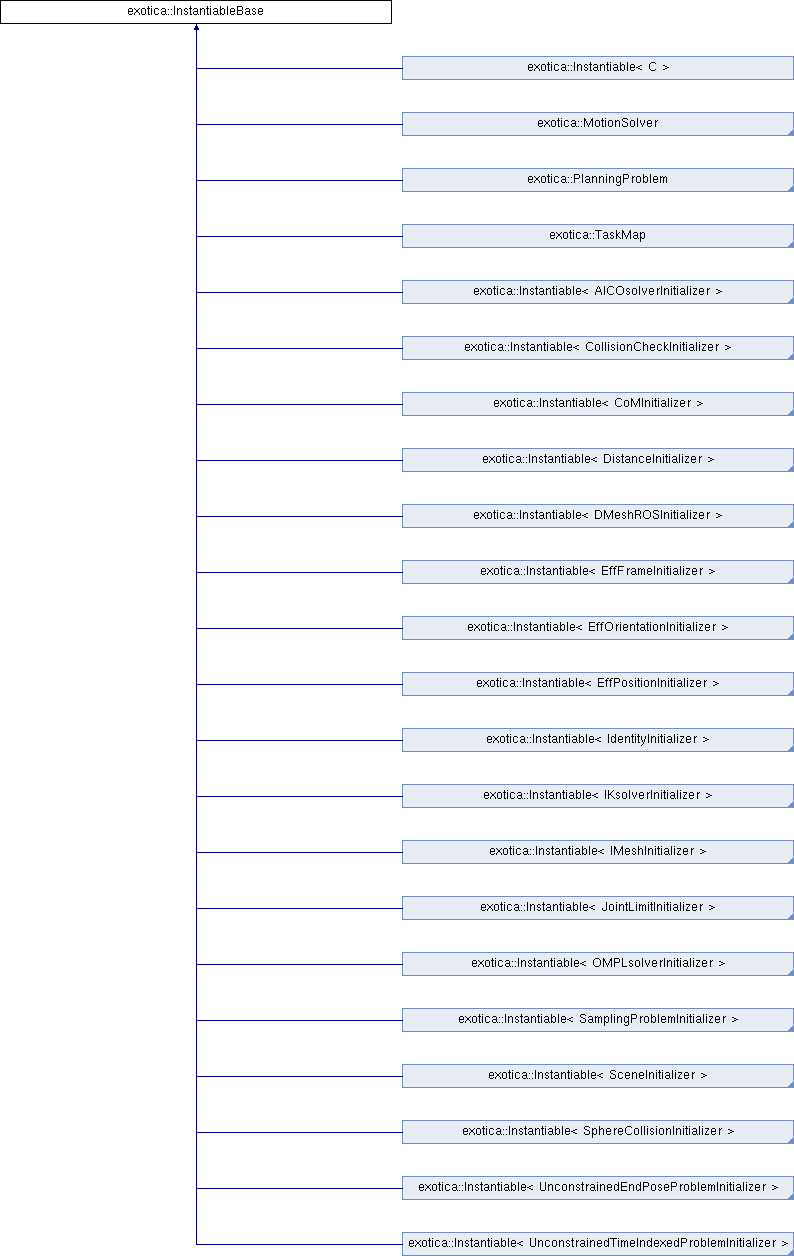 exotica::InstantiableBase
exotica::Instantiable< C >
exotica::MotionSolver
exotica::PlanningProblem
exotica::TaskMap
exotica::Instantiable< AICOsolverInitializer >
exotica::Instantiable< CollisionCheckInitializer >
exotica::Instantiable< CoMInitializer >
exotica::Instantiable< DistanceInitializer >
exotica::Instantiable< DMeshROSInitializer >
exotica::Instantiable< EffFrameInitializer >
exotica::Instantiable< EffOrientationInitializer >
exotica::Instantiable< EffPositionInitializer >
exotica::Instantiable< IdentityInitializer >
exotica::Instantiable< IKsolverInitializer >
exotica::Instantiable< IMeshInitializer >
exotica::Instantiable< JointLimitInitializer >
exotica::Instantiable< OMPLsolverInitializer >
exotica::Instantiable< SamplingProblemInitializer >
exotica::Instantiable< SceneInitializer >
exotica::Instantiable< SphereCollisionInitializer >
exotica::Instantiable< UnconstrainedEndPoseProblemInitializer >
exotica::Instantiable< UnconstrainedTimeIndexedProblemInitializer >